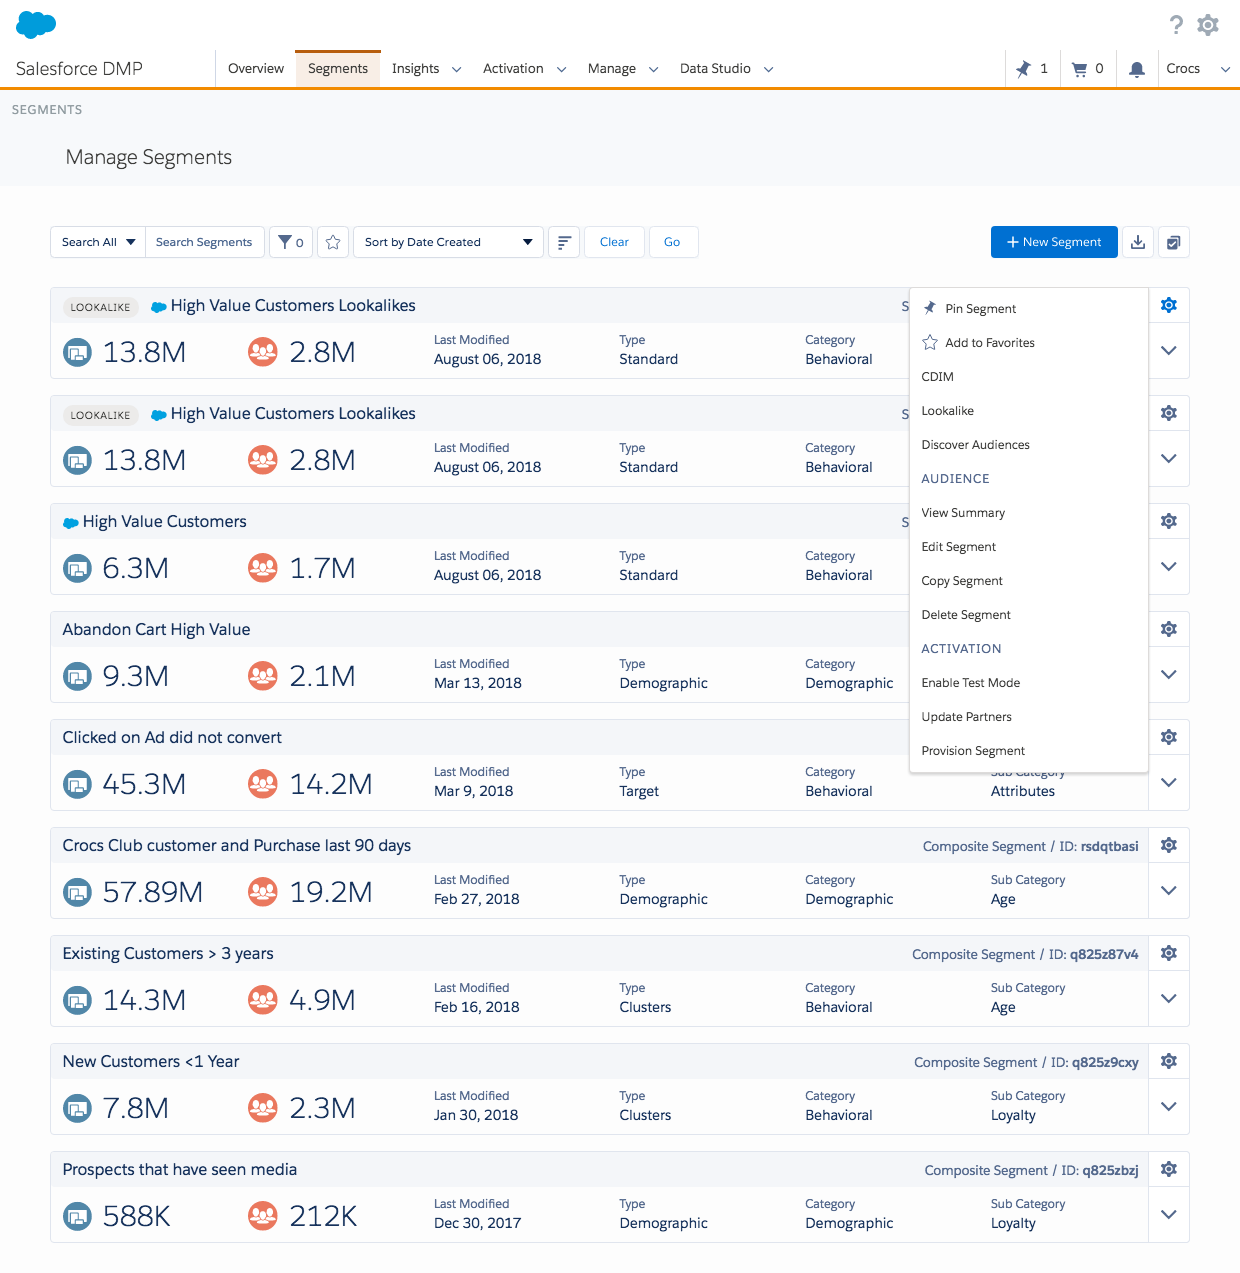 ?
Salesforce DMP
Overview
Segments
Insights
Activation
Manage
Data Studio
1
0
Crocs
SEGMENTS
Manage Segments
Search All
Search Segments
0
Sort by Date Created
Clear
Go
+ New Segment
LOOKALIKE
High Value Customers Lookalikes
S
13.8M
2.8M
Last Modified
August 06, 2018
Type
Standard
Category
Behavioral
LOOKALIKE
High Value Customers Lookalikes
S
13.8M
2.8M
Last Modified
August 06, 2018
Type
Standard
Category
Behavioral
High Value Customers
S
6.3M
1.7M
Last Modified
August 06, 2018
Type
Standard
Category
Behavioral
Abandon Cart High Value
9.3M
2.1M
Last Modified
Mar 13, 2018
Type
Demographic
Category
Demographic
Pin Segment
Add to Favorites
CDIM
Lookalike
Discover Audiences
AUDIENCE
View Summary
Edit Segment
Copy Segment
Delete Segment
ACTIVATION
Enable Test Mode
Update Partners
Provision Segment
Clicked on Ad did not convert
45.3M
14.2M
Last Modified
Mar 9, 2018
Type
Target
Category
Behavioral
Sub Category
Attributes
Crocs Club customer and Purchase last 90 days
Composite Segment / ID: rsdqtbasi
57.89M
19.2M
Last Modified
Feb 27, 2018
Type
Demographic
Category
Demographic
Sub Category
Age
Existing Customers > 3 years
Composite Segment / ID: q825z87v4
14.3M
4.9M
Last Modified
Feb 16, 2018
Type
Clusters
Category
Behavioral
Sub Category
Age
New Customers <1 Year
Composite Segment / ID: q825z9cxy
7.8M
2.3M
Last Modified
Jan 30, 2018
Type
Clusters
Category
Behavioral
Sub Category
Loyalty
Prospects that have seen media
Composite Segment / ID: q825zbzj
588K
212K
Last Modified
Dec 30, 2017
Type
Demographic
Category
Demographic
Sub Category
Loyalty